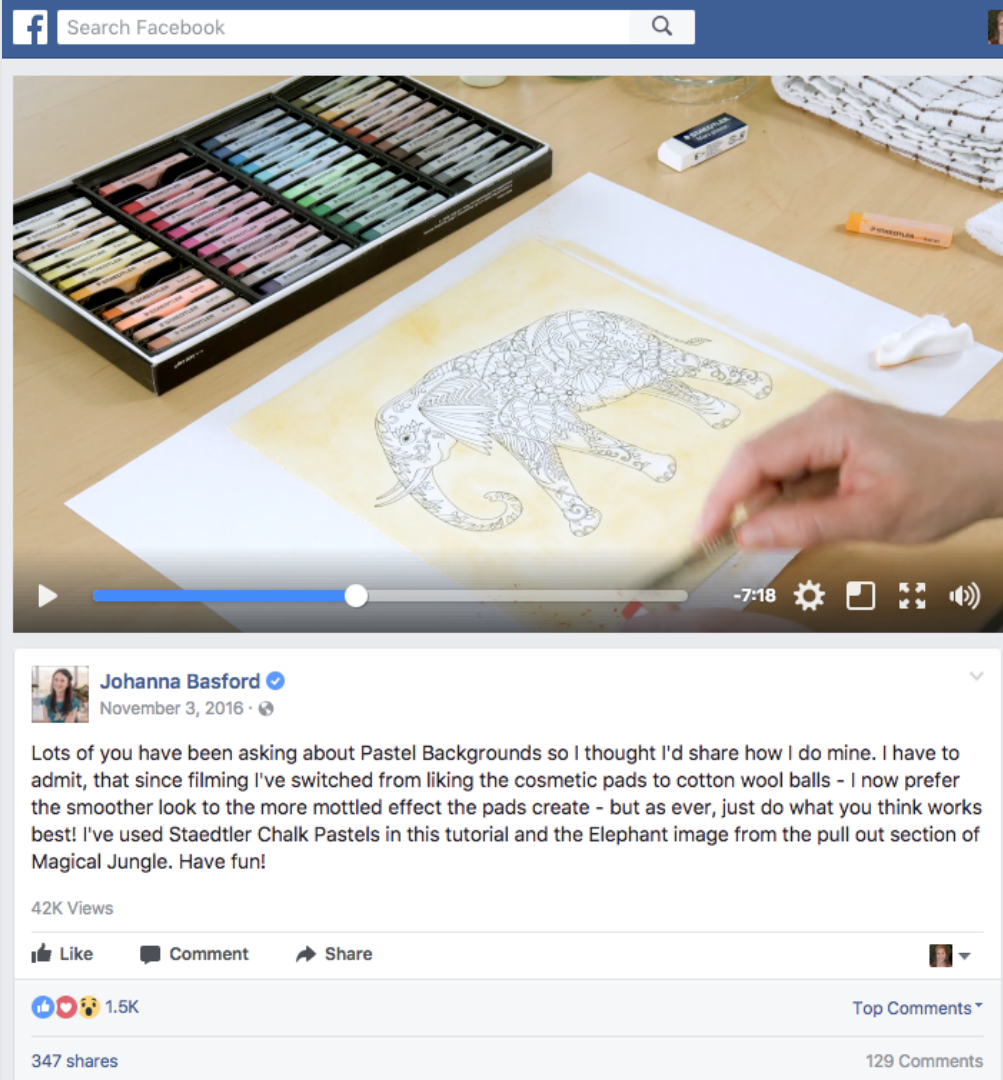 f Search Facebook
STAEDTLER
STAEDTLER
-7:18
Johanna Basford
November 3, 2016 ·
Lots of you have been asking about Pastel Backgrounds so I thought I'd share how I do mine. I have to
admit, that since filming I've switched from liking the cosmetic pads to cotton wool balls - I now prefer
the smoother look to the more mottled effect the pads create - but as ever, just do what you think works
best! I've used Staedtler Chalk Pastels in this tutorial and the Elephant image from the pull out section of
Magical Jungle. Have fun!
42K Views
Like Comment Share
1.5K Top Comments
347 shares 129 Comments